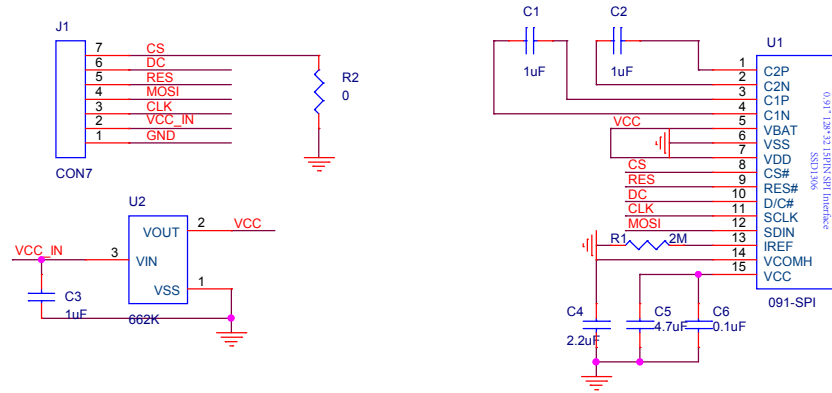 J1
7 CS
6 DC
5 RES
4 MOSI
3 CLK
2 VCC_IN
1 GND
CON7
R2
0
U2
VCC_IN 3 VIN
VOUT 2 VCC
VSS 1
662K
C3
1uF
C1
1uF
C2
1uF
U1
1 C2P
2 C2N
3 C1P
4 C1N
VCC 5 VBAT
6 VSS
7 VDD
CS 8 CS#
RES 9 RES#
DC 10 D/C#
CLK 11 SCLK
MOSI 12 SDIN
R1 2M 13 IREF
14 VCOMH
15 VCC
0.91" 128*32 15PIN SPI Interface
SSD1306
091-SPI
C4
2.2uF
C5
4.7uF
C6
0.1uF